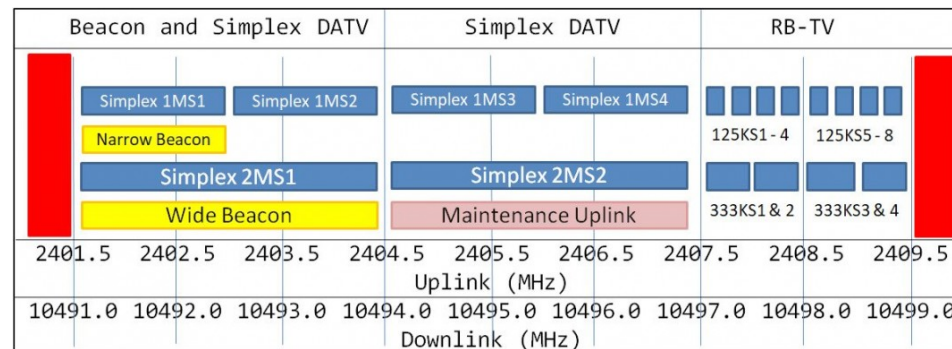 Beacon and Simplex DATV Simplex DATV RB-TV
Simplex 1MS1 Simplex 1MS2 Simplex 1MS3 Simplex 1MS4
Narrow Beacon 125KS1 - 4 125KS5 - 8
Simplex 2MS1 Simplex 2MS2
Wide Beacon Maintenance Uplink 333KS1 & 2 333KS3 & 4
2401.5 2402.5 2403.5 2404.5 2405.5 2406.5 2407.5 2408.5 2409.5
Uplink (MHz)
10491.0 10492.0 10493.0 10494.0 10495.0 10496.0 10497.0 10498.0 10499.0
Downlink (MHz)